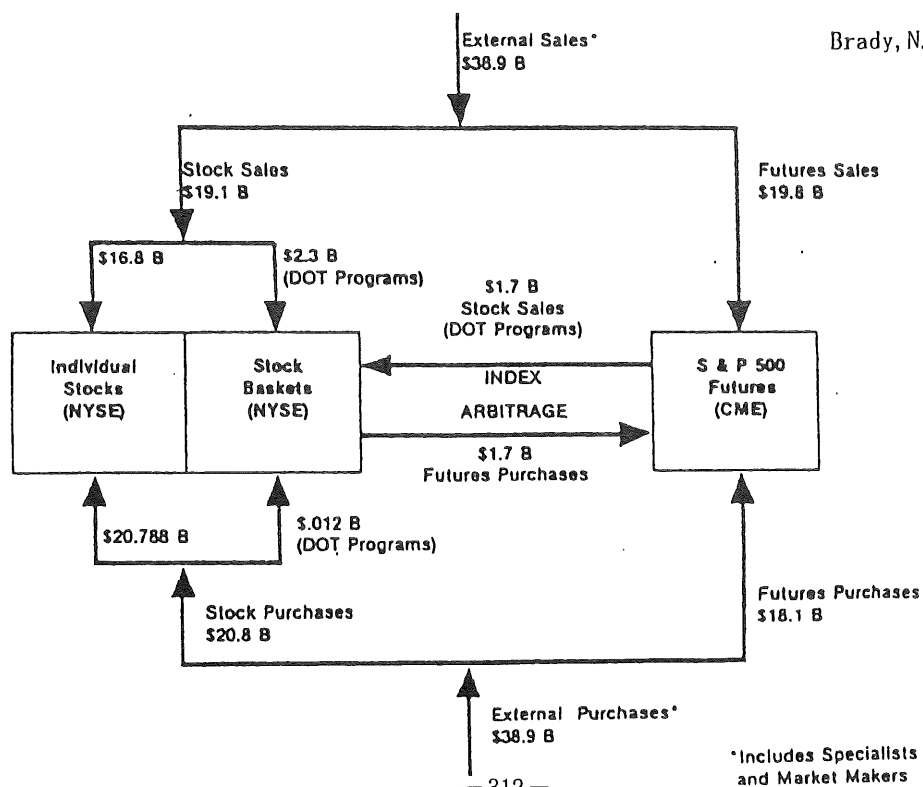 External Sales*
$38.9 B
Brady, N.
Stock Sales
$19.1 B
Futures Sales
$19.8 B
$16.8 B
$2.3 B
(DOT Programs)
$1.7 B
Stock Sales
(DOT Programs)
Individual
Stocks
(NYSE)
Stock
Baskets
(NYSE)
INDEX
ARBITRAGE
S & P 500
Futures
(CME)
$1.7 B
Futures Purchases
$20.788 B
$.012 B
(DOT Programs)
Stock Purchases
$20.8 B
Futures Purchases
$18.1 B
External Purchases*
$38.9 B
*Includes Specialists
and Market Makers
— 312 —